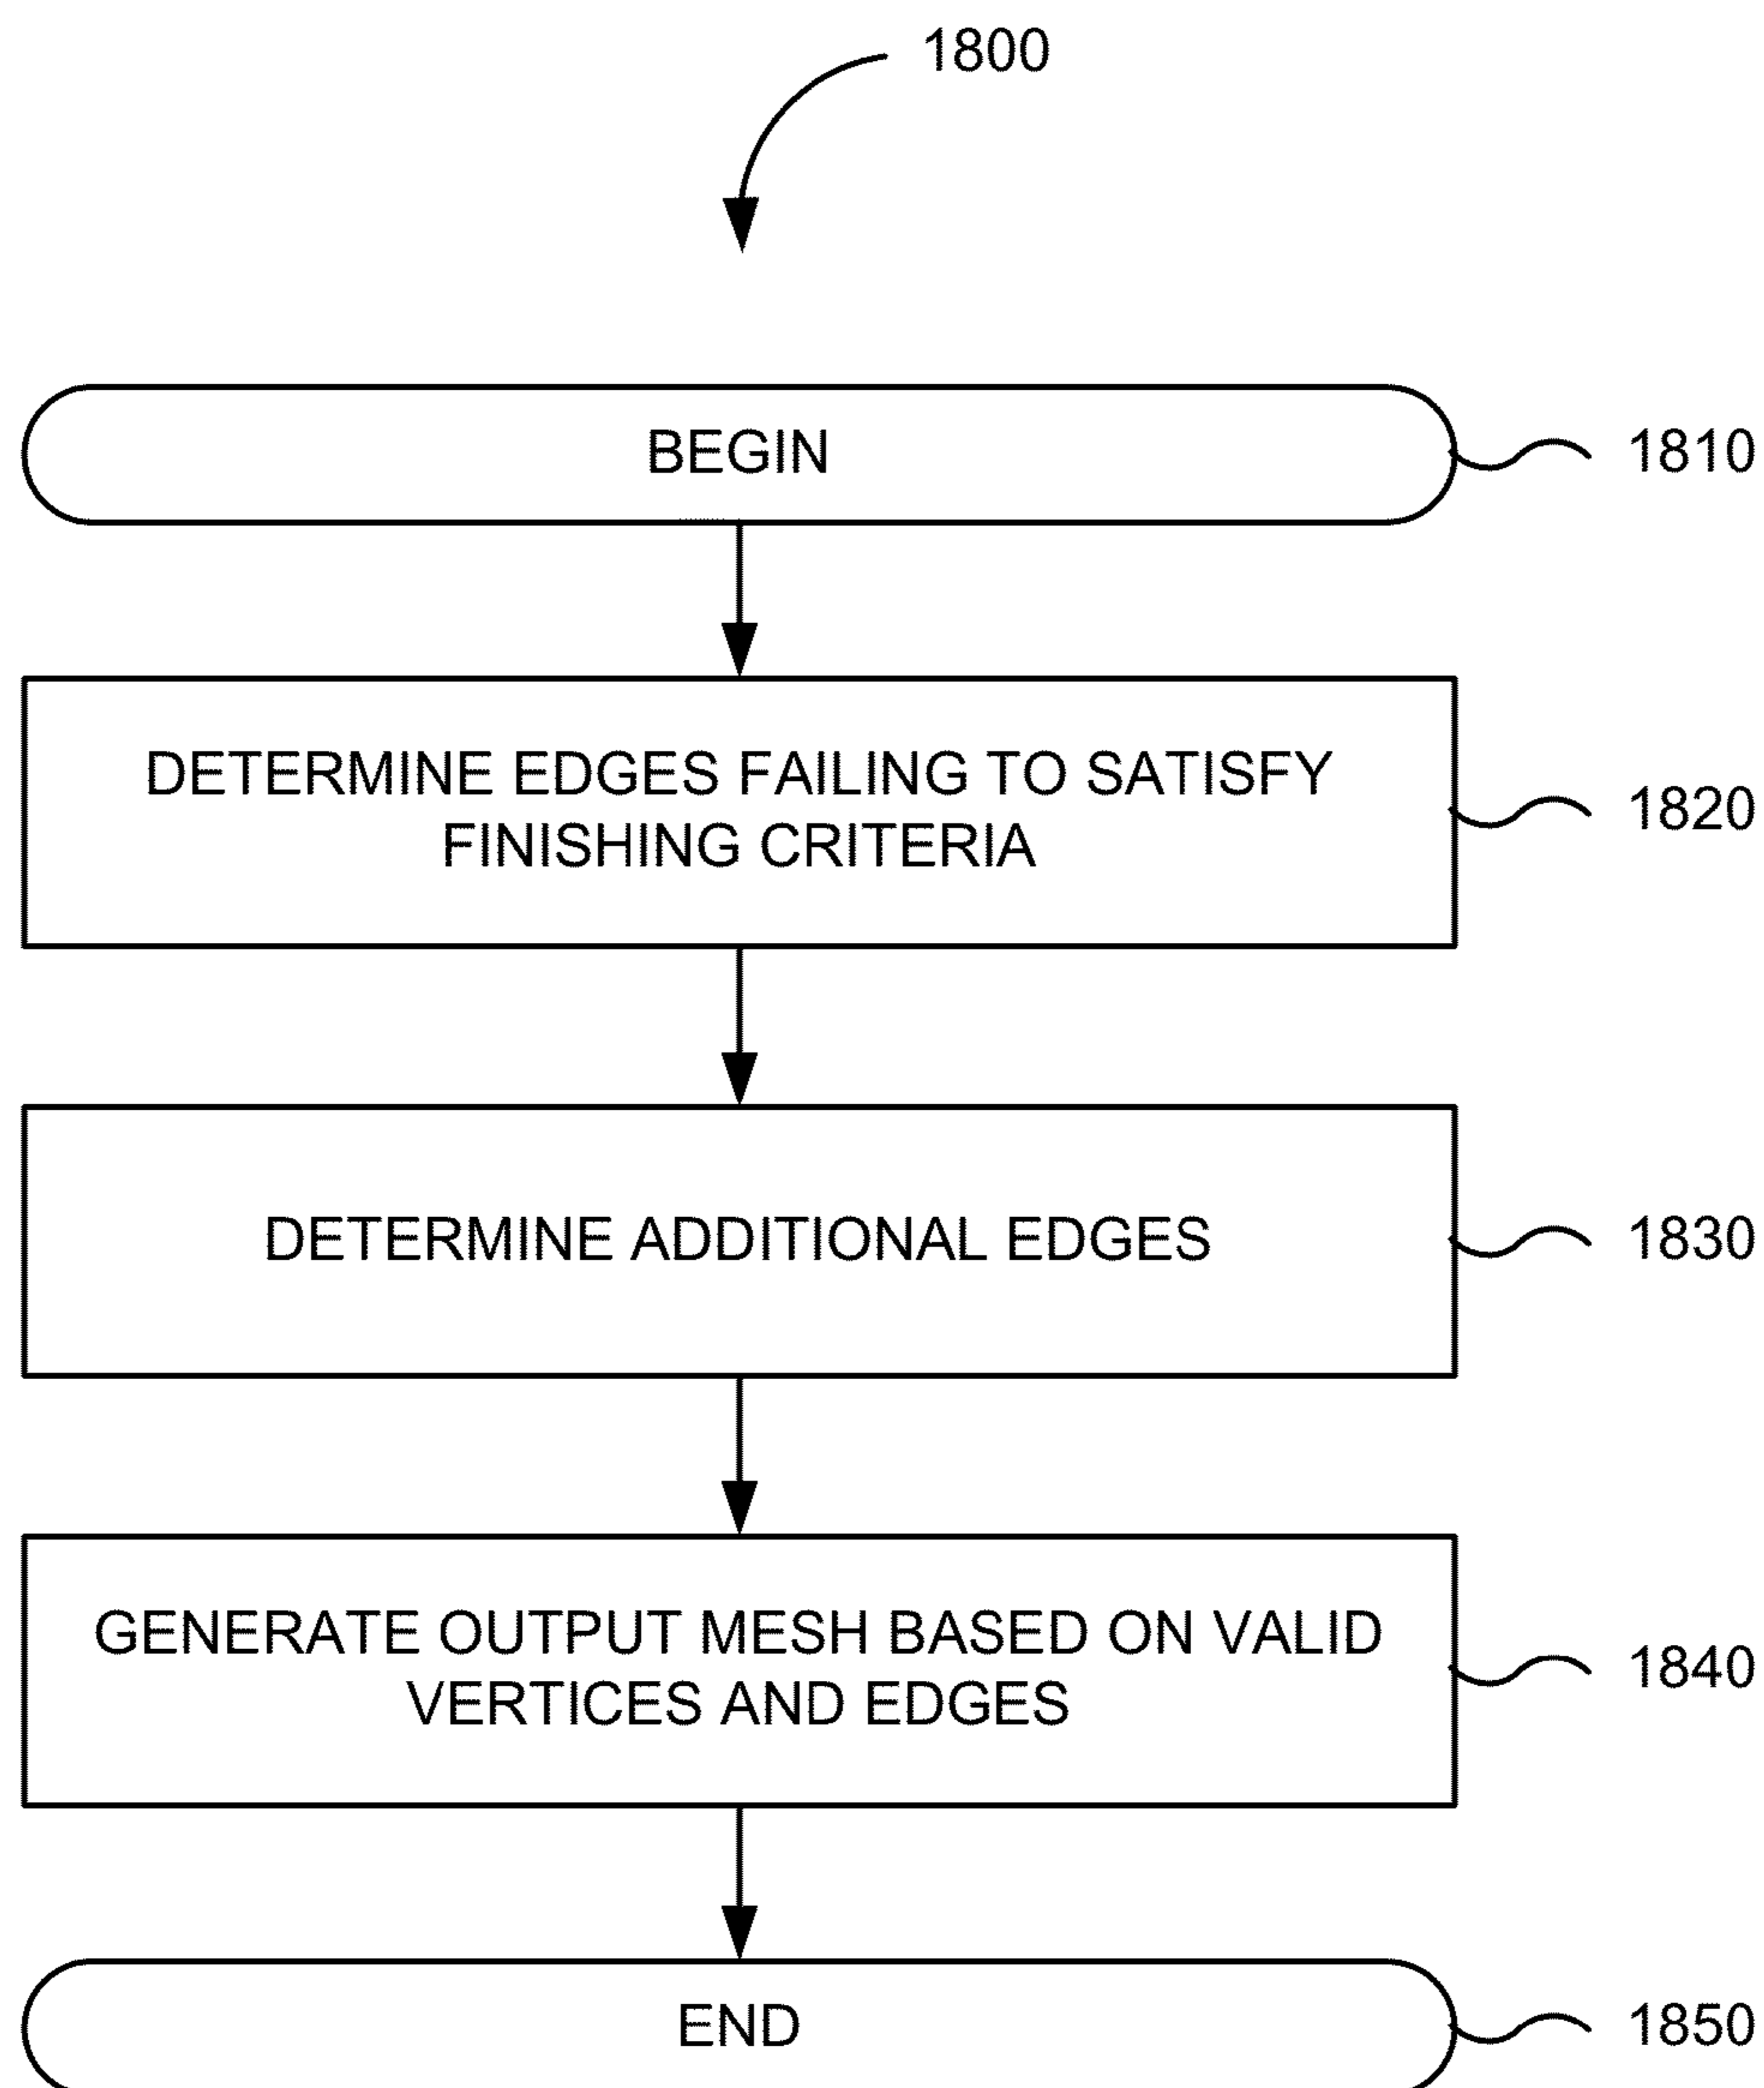 1800
BEGIN
1810
DETERMINE EDGES FAILING TO SATISFY
FINISHING CRITERIA
1820
DETERMINE ADDITIONAL EDGES
1830
GENERATE OUTPUT MESH BASED ON VALID
VERTICES AND EDGES
1840
END
1850